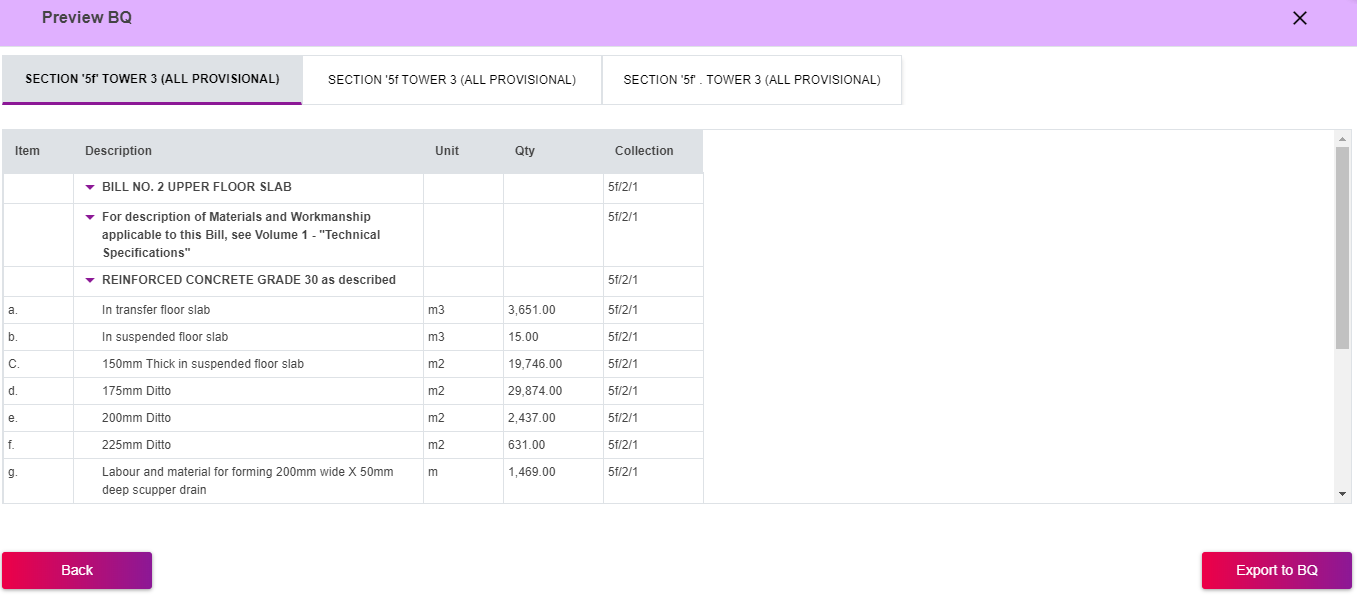 Preview BQ
SECTION '5f' TOWER 3 (ALL PROVISIONAL) SECTION '5f TOWER 3 (ALL PROVISIONAL) SECTION '5f' . TOWER 3 (ALL PROVISIONAL)
Item Description Unit Qty Collection
BILL NO. 2 UPPER FLOOR SLAB 5f/2/1
For description of Materials and Workmanship 5f/2/1
applicable to this Bill, see Volume 1 - "Technical
Specifications"
REINFORCED CONCRETE GRADE 30 as described 5f/2/1
a. In transfer floor slab m3 3,651.00 5f/2/1
b. In suspended floor slab m3 15.00 5f/2/1
C. 150mm Thick in suspended floor slab m2 19,746.00 5f/2/1
d. 175mm Ditto m2 29,874.00 5f/2/1
e. 200mm Ditto m2 2,437.00 5f/2/1
f. 225mm Ditto m2 631.00 5f/2/1
g. Labour and material for forming 200mm wide X 50mm m 1,469.00 5f/2/1
deep scupper drain
Back Export to BQ